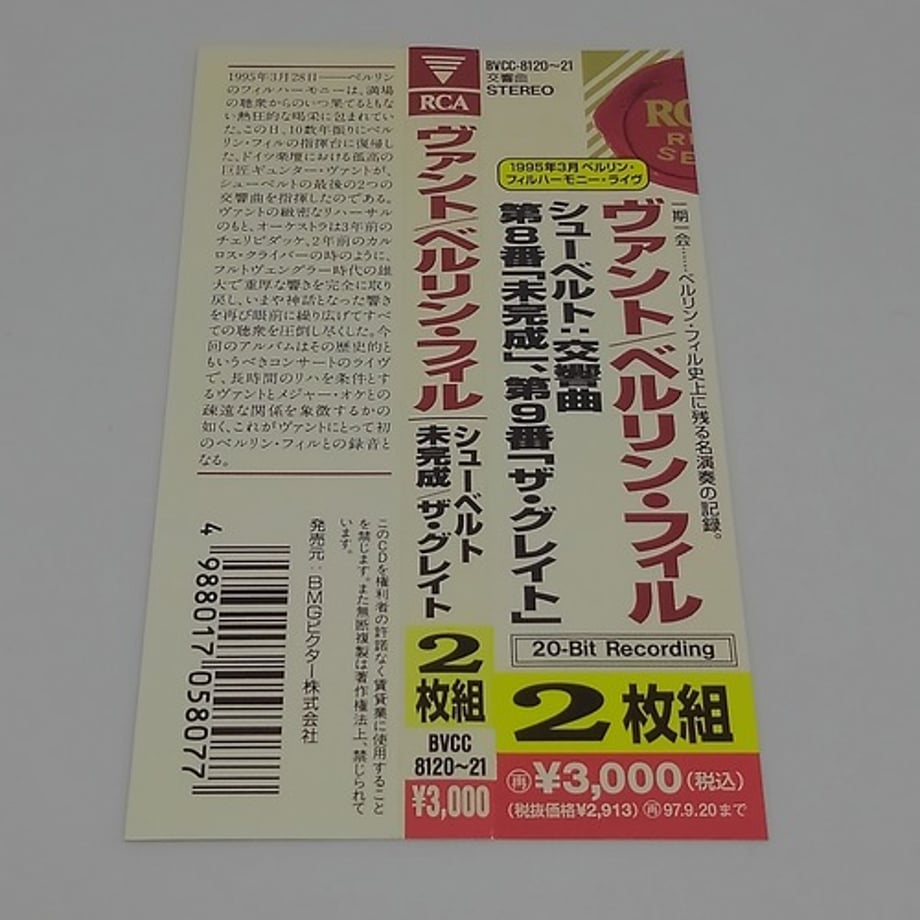 1995年3月28日――ベルリン
のフィルハーモニーは、満場
の聴衆からのいつ果てるともな
い熱狂的な喝采に包まれてい
た。この日、10数年振りにベル
リン・フィルの指揮台に復帰し
た、ドイツ楽壇における孤高の
巨匠ギュンター・ヴァントが、
シューベルトの最後の2つの
交響曲を指揮したのである。
ヴァントの緻密なリハーサル
のもと、オーケストラは3年前の
チェリビダッケ、2年前のカル
ロス・クライバーの時のように、
フルトヴェングラー時代の雄
大で重厚な響きを完全に取り
戻し、いまや神話となった響き
を再び眼前に繰り広げてすべ
ての聴衆を圧倒し尽くした。今
回のアルバムはその歴史的と
もいうべきコンサートのライヴ
で、長時間のリハを条件とす
るヴァントとメジャー・オケとの
疎遠な関係を象徴するかの
如く、これがヴァントにとって初
のベルリン・フィルとの録音と
なる。
このCDを権利者の許諾なく賃貸業に使用すること
を禁じます。また無断複製は著作権法上、禁じられて
います。
発売元：BMGビクター株式会社
4 988017 058077
RCA
ヴァント/ベルリン・フィル
シューベルト
未完成/ザ・グレイト
2
枚組
BVCC
8120~21
¥3,000
BVCC-8120~21
交響曲
STEREO
1995年3月 ベルリン・
フィルハーモニー・ライヴ
一期一会……ベルリン・フィル史上に残る名演奏の記録。
ヴァント/ベルリン・フィル
シューベルト:交響曲
第8番「未完成」、第9番「ザ・グレイト」
20-Bit Recording
2枚組
再 ¥3,000(税込)
(税抜価格¥2,913) 再97.9.20まで